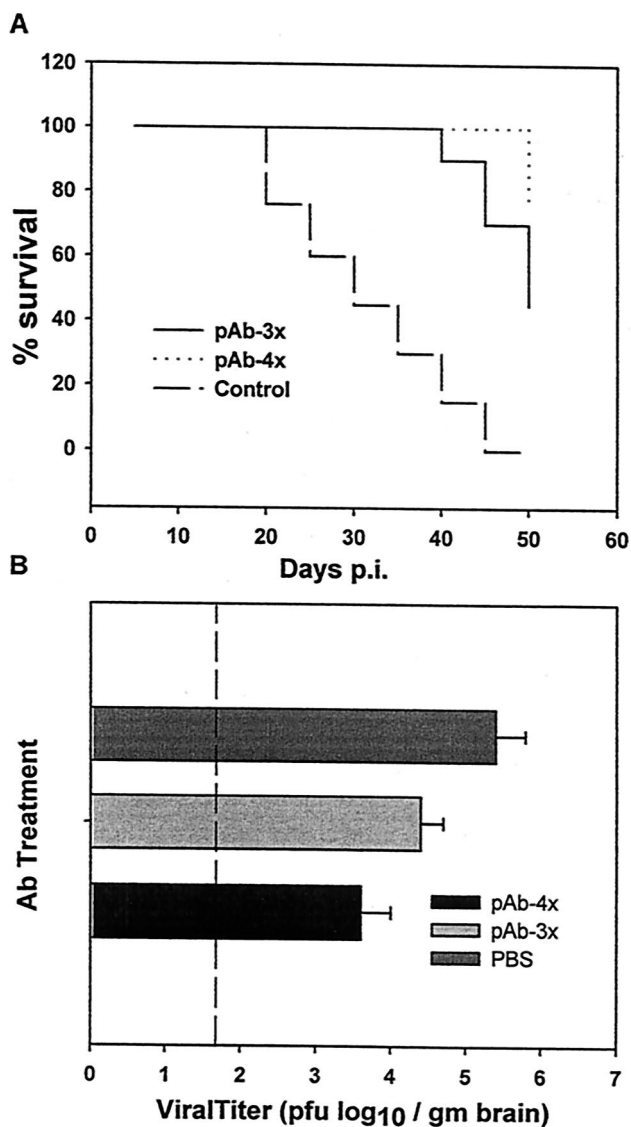 A
120
100
80
60
40
20
0
% survival
pAb-3x
pAb-4x
Control
0 10 20 30 40 50 60
Days p.i.
B
Ab Treatment
pAb-4x
pAb-3x
PBS
0 1 2 3 4 5 6 7
ViralTiter (pfu log10 / gm brain)